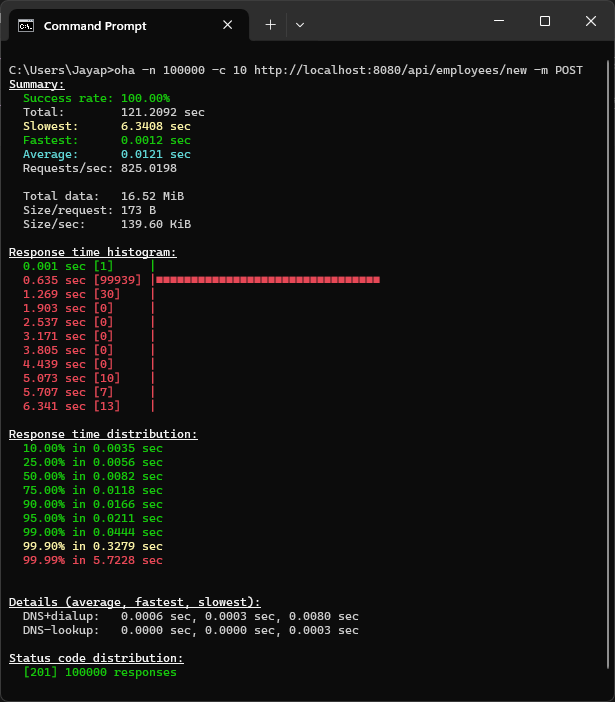 Command Prompt
C:\Users\Jayap>oha -n 100000 -c 10 http://localhost:8080/api/employees/new -m POST
Summary:
Success rate: 100.00%
Total: 121.2092 sec
Slowest: 6.3408 sec
Fastest: 0.0012 sec
Average: 0.0121 sec
Requests/sec: 825.0198
Total data: 16.52 MiB
Size/request: 173 B
Size/sec: 139.60 KiB
Response time histogram:
0.001 sec [1] |
0.635 sec [99939] |■■■■■■■■■■■■■■■■■■■■■■■■■■■■■■■■
1.269 sec [30] |
1.903 sec [0] |
2.537 sec [0] |
3.171 sec [0] |
3.805 sec [0] |
4.439 sec [0] |
5.073 sec [10] |
5.707 sec [7] |
6.341 sec [13] |
Response time distribution:
10.00% in 0.0035 sec
25.00% in 0.0056 sec
50.00% in 0.0082 sec
75.00% in 0.0118 sec
90.00% in 0.0166 sec
95.00% in 0.0211 sec
99.00% in 0.0444 sec
99.90% in 0.3279 sec
99.99% in 5.7228 sec
Details (average, fastest, slowest):
DNS+dialup: 0.0006 sec, 0.0003 sec, 0.0080 sec
DNS-lookup: 0.0000 sec, 0.0000 sec, 0.0003 sec
Status code distribution:
[201] 100000 responses